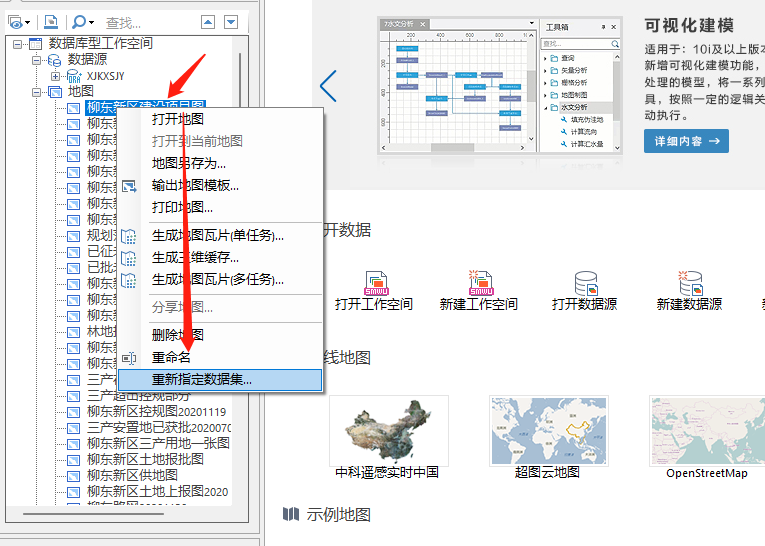 查找...
数据库型工作空间
数据源
XJKXSJY
地图
柳东新区建设项目图
柳东新
柳东新
柳东新
柳东新
柳东新
柳东新
柳东新
规划
已征
已批
柳东新
柳东新
柳东新
林地
柳东新
柳东新
三产
三产超出控规部分
柳东新区控规图20201119
三产安置地已获批202007
柳东新区三产用地一张图
柳东新区土地报批图
柳东新区供地图
柳东新区土地上报图2020
打开地图
打开到当前地图
地图另存为...
输出地图模板...
打印地图...
生成地图瓦片(单任务)...
生成三维缓存...
生成地图瓦片(多任务)...
分享地图...
删除地图
重命名
重新指定数据集...
7水文分析
200
400
600
800
工具箱
查找...
查询
矢量分析
栅格分析
地图制图
水文分析
填充伪洼地
计算流向
计算汇水量
可视化建模
适用于：10i及以上版本
新增可视化建模功能，
处理的模型，将一系列
具，按照一定的逻辑关
动执行。
详细内容 →
开数据
SMWU
打开工作空间
SMWU
新建工作空间
打开数据源
新建数据源
线地图
中科遥感实时中国
超图云地图
OpenStreetMap
示例地图